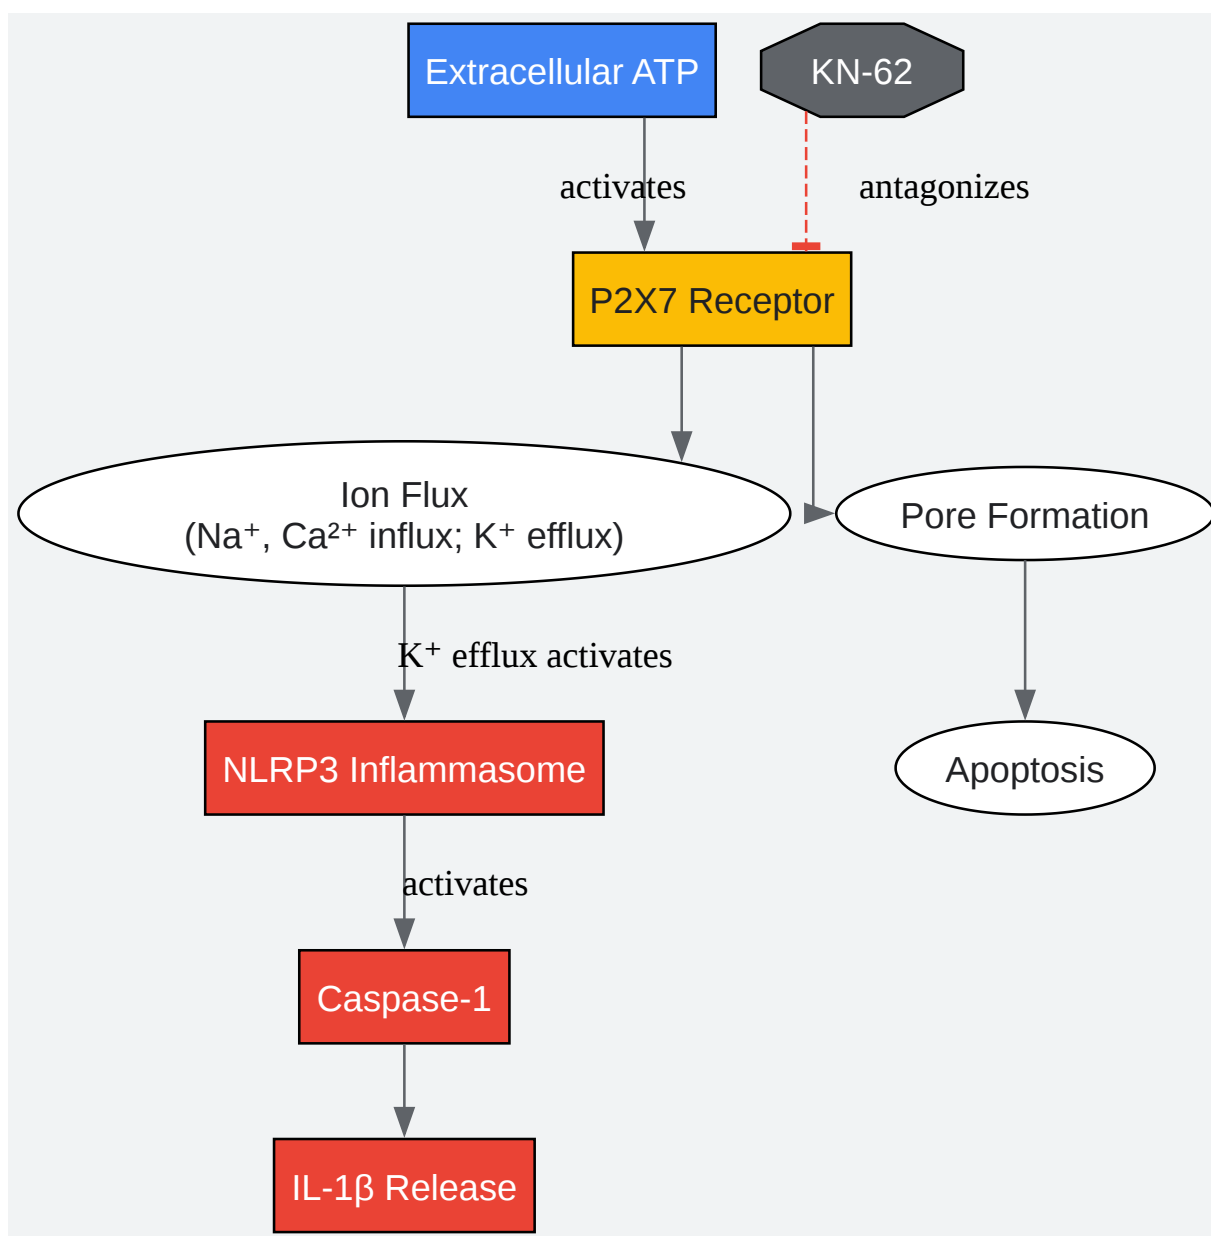 Extracellular ATP
KN-62
activates
antagonizes
P2X7 Receptor
Ion Flux
(Na⁺, Ca²⁺ influx; K⁺ efflux)
Pore Formation
K⁺ efflux activates
NLRP3 Inflammasome
Apoptosis
activates
Caspase-1
IL-1β Release